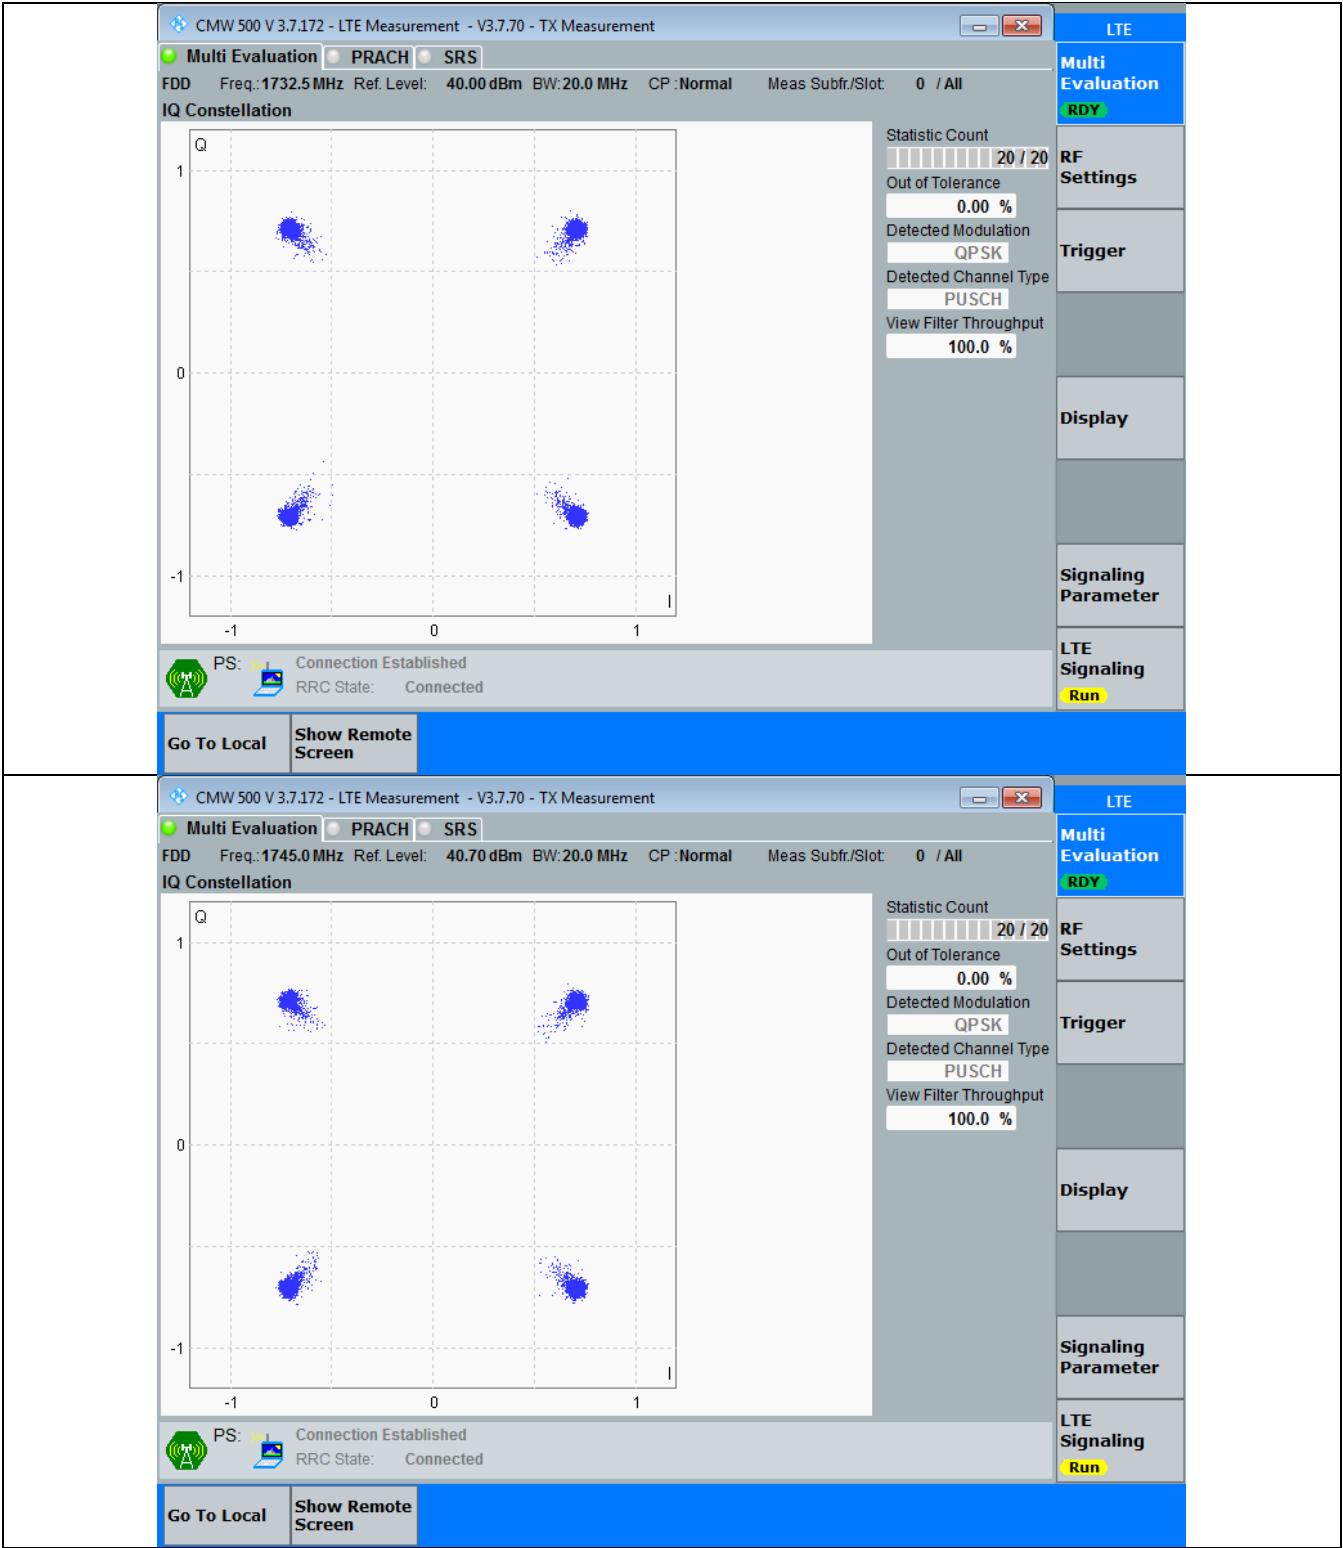 CMW 500 V 3.7.172 - LTE Measurement - V3.7.70 - TX Measurement
LTE
Multi Evaluation PRACH SRS
Multi
Evaluation
RDY
FDD Freq.: 1732.5 MHz Ref. Level: 40.00 dBm BW: 20.0 MHz CP : Normal Meas Subfr./Slot: 0 / All
IQ Constellation
Q
1
0
-1
I
-1 0 1
Statistic Count
20 / 20
Out of Tolerance
0.00 %
Detected Modulation
QPSK
Detected Channel Type
PUSCH
View Filter Throughput
100.0 %
RF
Settings
Trigger
Display
Signaling
Parameter
LTE
Signaling
Run
PS: Connection Established
RRC State: Connected
Go To Local
Show Remote
Screen
CMW 500 V 3.7.172 - LTE Measurement - V3.7.70 - TX Measurement
LTE
Multi Evaluation PRACH SRS
Multi
Evaluation
RDY
FDD Freq.: 1745.0 MHz Ref. Level: 40.70 dBm BW: 20.0 MHz CP : Normal Meas Subfr./Slot: 0 / All
IQ Constellation
Q
1
0
-1
I
-1 0 1
Statistic Count
20 / 20
Out of Tolerance
0.00 %
Detected Modulation
QPSK
Detected Channel Type
PUSCH
View Filter Throughput
100.0 %
RF
Settings
Trigger
Display
Signaling
Parameter
LTE
Signaling
Run
PS: Connection Established
RRC State: Connected
Go To Local
Show Remote
Screen